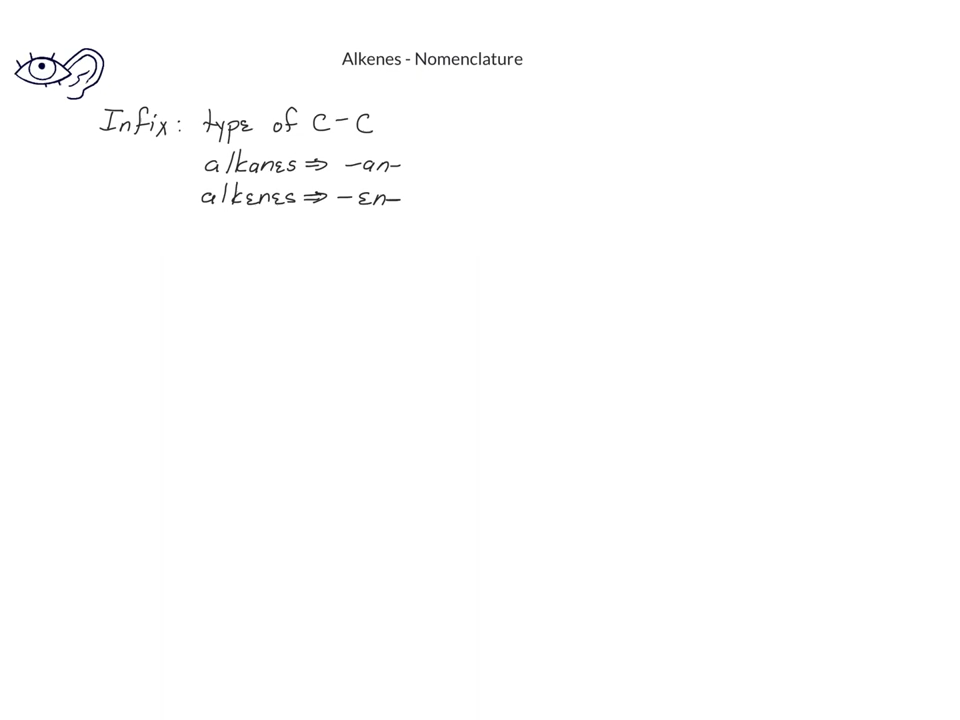 Alkenes - Nomenclature
Infix: type of C-C
alkanes ⇒ -an-
alkenes ⇒ -en-